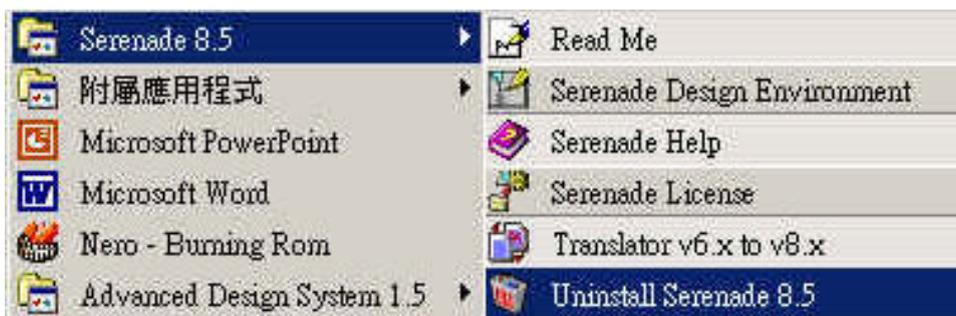 Serenade 8.5
附屬應用程式
Microsoft PowerPoint
Microsoft Word
Nero - Burning Rom
Advanced Design System 1.5
Read Me
Serenade Design Environment
Serenade Help
Serenade License
Translator v6.x to v8.x
Uninstall Serenade 8.5